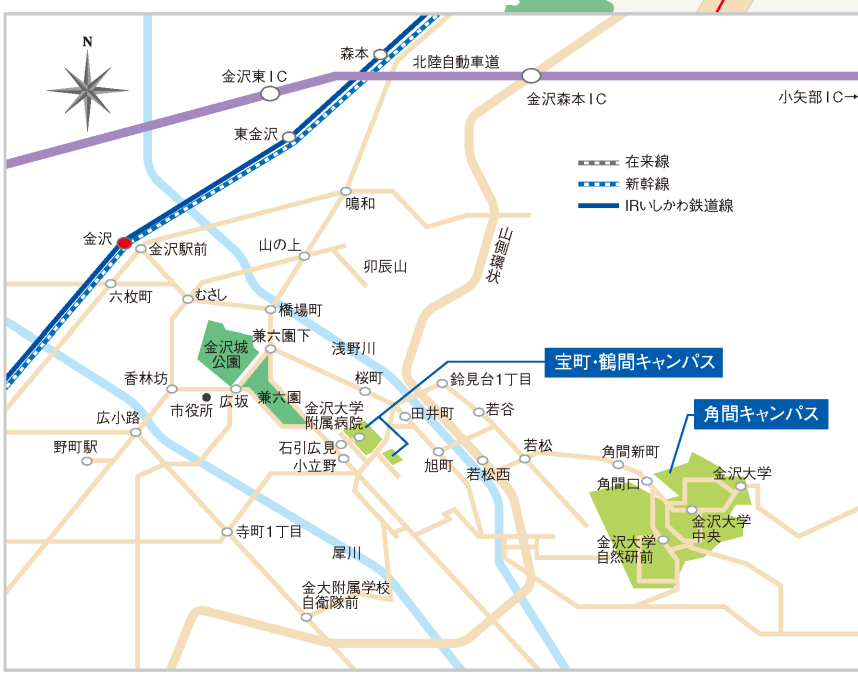 N
森本
北陸自動車道
金沢東IC
金沢森本IC
小矢部IC→
東金沢
在来線
新幹線
IRいしかわ鉄道線
鳴和
金沢
金沢駅前
山の上
山側環状
卯辰山
六枚町
むさし
橋場町
金沢城
公園
兼六園下
浅野川
宝町・鶴間キャンパス
香林坊
桜町
鈴見台1丁目
市役所
広坂
兼六園
金沢大学
附属病院
田井町
若谷
角間キャンパス
広小路
野町駅
石引広見
小立野
旭町
若松西
若松
角間新町
角間口
金沢大学
金沢大学
中央
金沢大学
自然研前
寺町1丁目
犀川
金大附属学校
自衛隊前